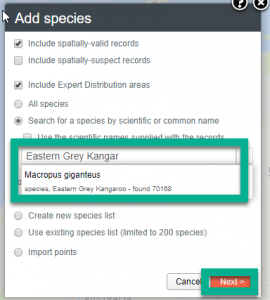 Add species
Include spatially-valid records
Include spatially-suspect records
Include Expert Distribution areas
All species
Search for a species by scientific or common name
Use the scientific names supplied with the records
Eastern Grey Kangar
Macropus giganteus
species, Eastern Grey Kangaroo - found 70168
Create new species list
Use existing species list (limited to 200 species)
Import points
Cancel
Next >